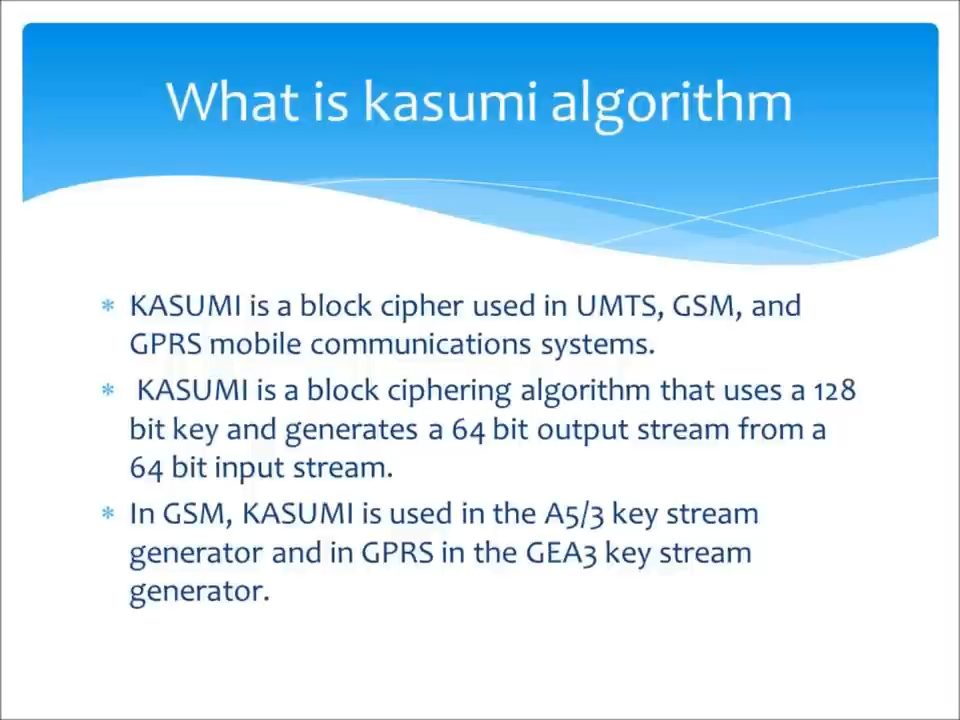 What is kasumi algorithm
* KASUMI is a block cipher used in UMTS, GSM, and
GPRS mobile communications systems.
* KASUMI is a block ciphering algorithm that uses a 128
bit key and generates a 64 bit output stream from a
64 bit input stream.
* In GSM, KASUMI is used in the A5/3 key stream
generator and in GPRS in the GEA3 key stream
generator.